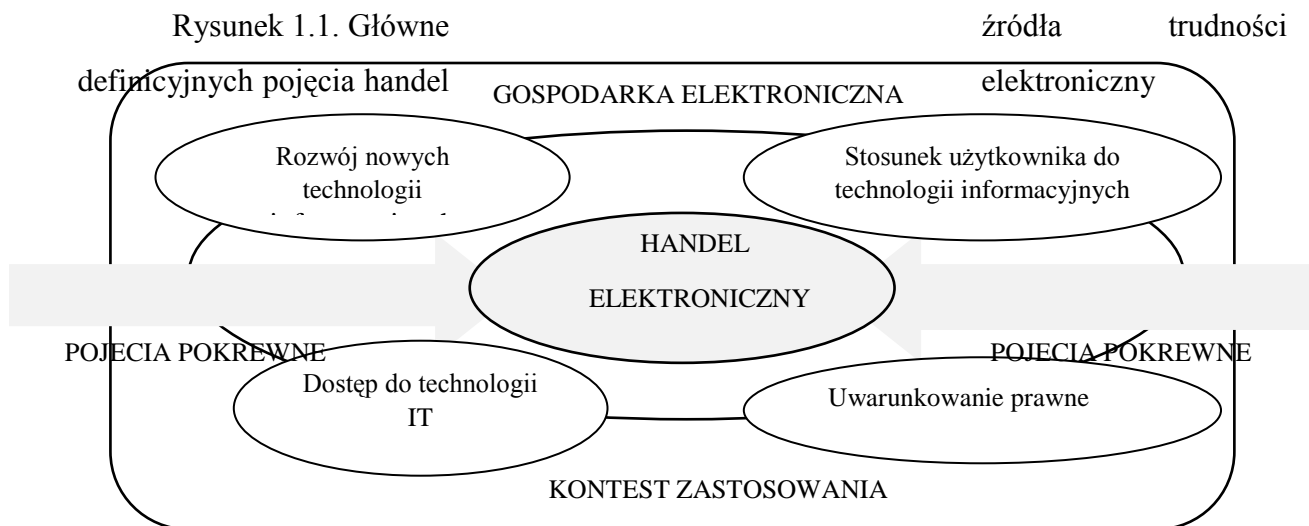 Rysunek 1.1. Główne źródła trudności
definicyjnych pojęcia handel elektroniczny
GOSPODARKA ELEKTRONICZNA
Rozwój nowych
technologii
Stosunek użytkownika do
technologii informacyjnych
HANDEL
ELEKTRONICZNY
POJECIA POKREWNE
POJECIA POKREWNE
Dostęp do technologii
IT
Uwarunkowanie prawne
KONTEST ZASTOSOWANIA